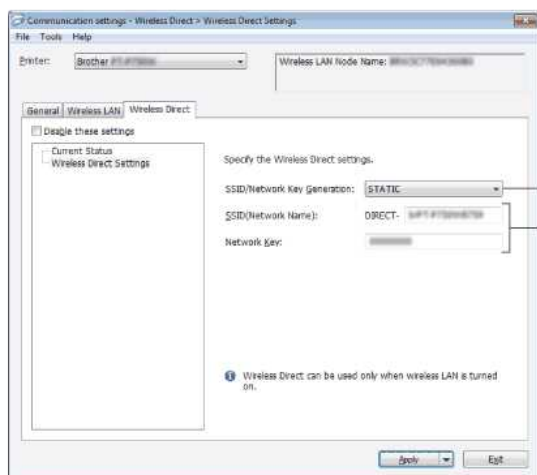 Communication settings - Wireless Direct > Wireless Direct Settings
File Tools Help
Printer: Brother
Wireless LAN Node Name:
General Wireless LAN Wireless Direct
Disable these settings
Current Status
Wireless Direct Settings
Specify the Wireless Direct settings.
SSID/Network Key Generation: STATIC
SSID(Network Name): DIRECT-
Network Key:
Wireless Direct can be used only when wireless LAN is turned
on.
Apply Exit